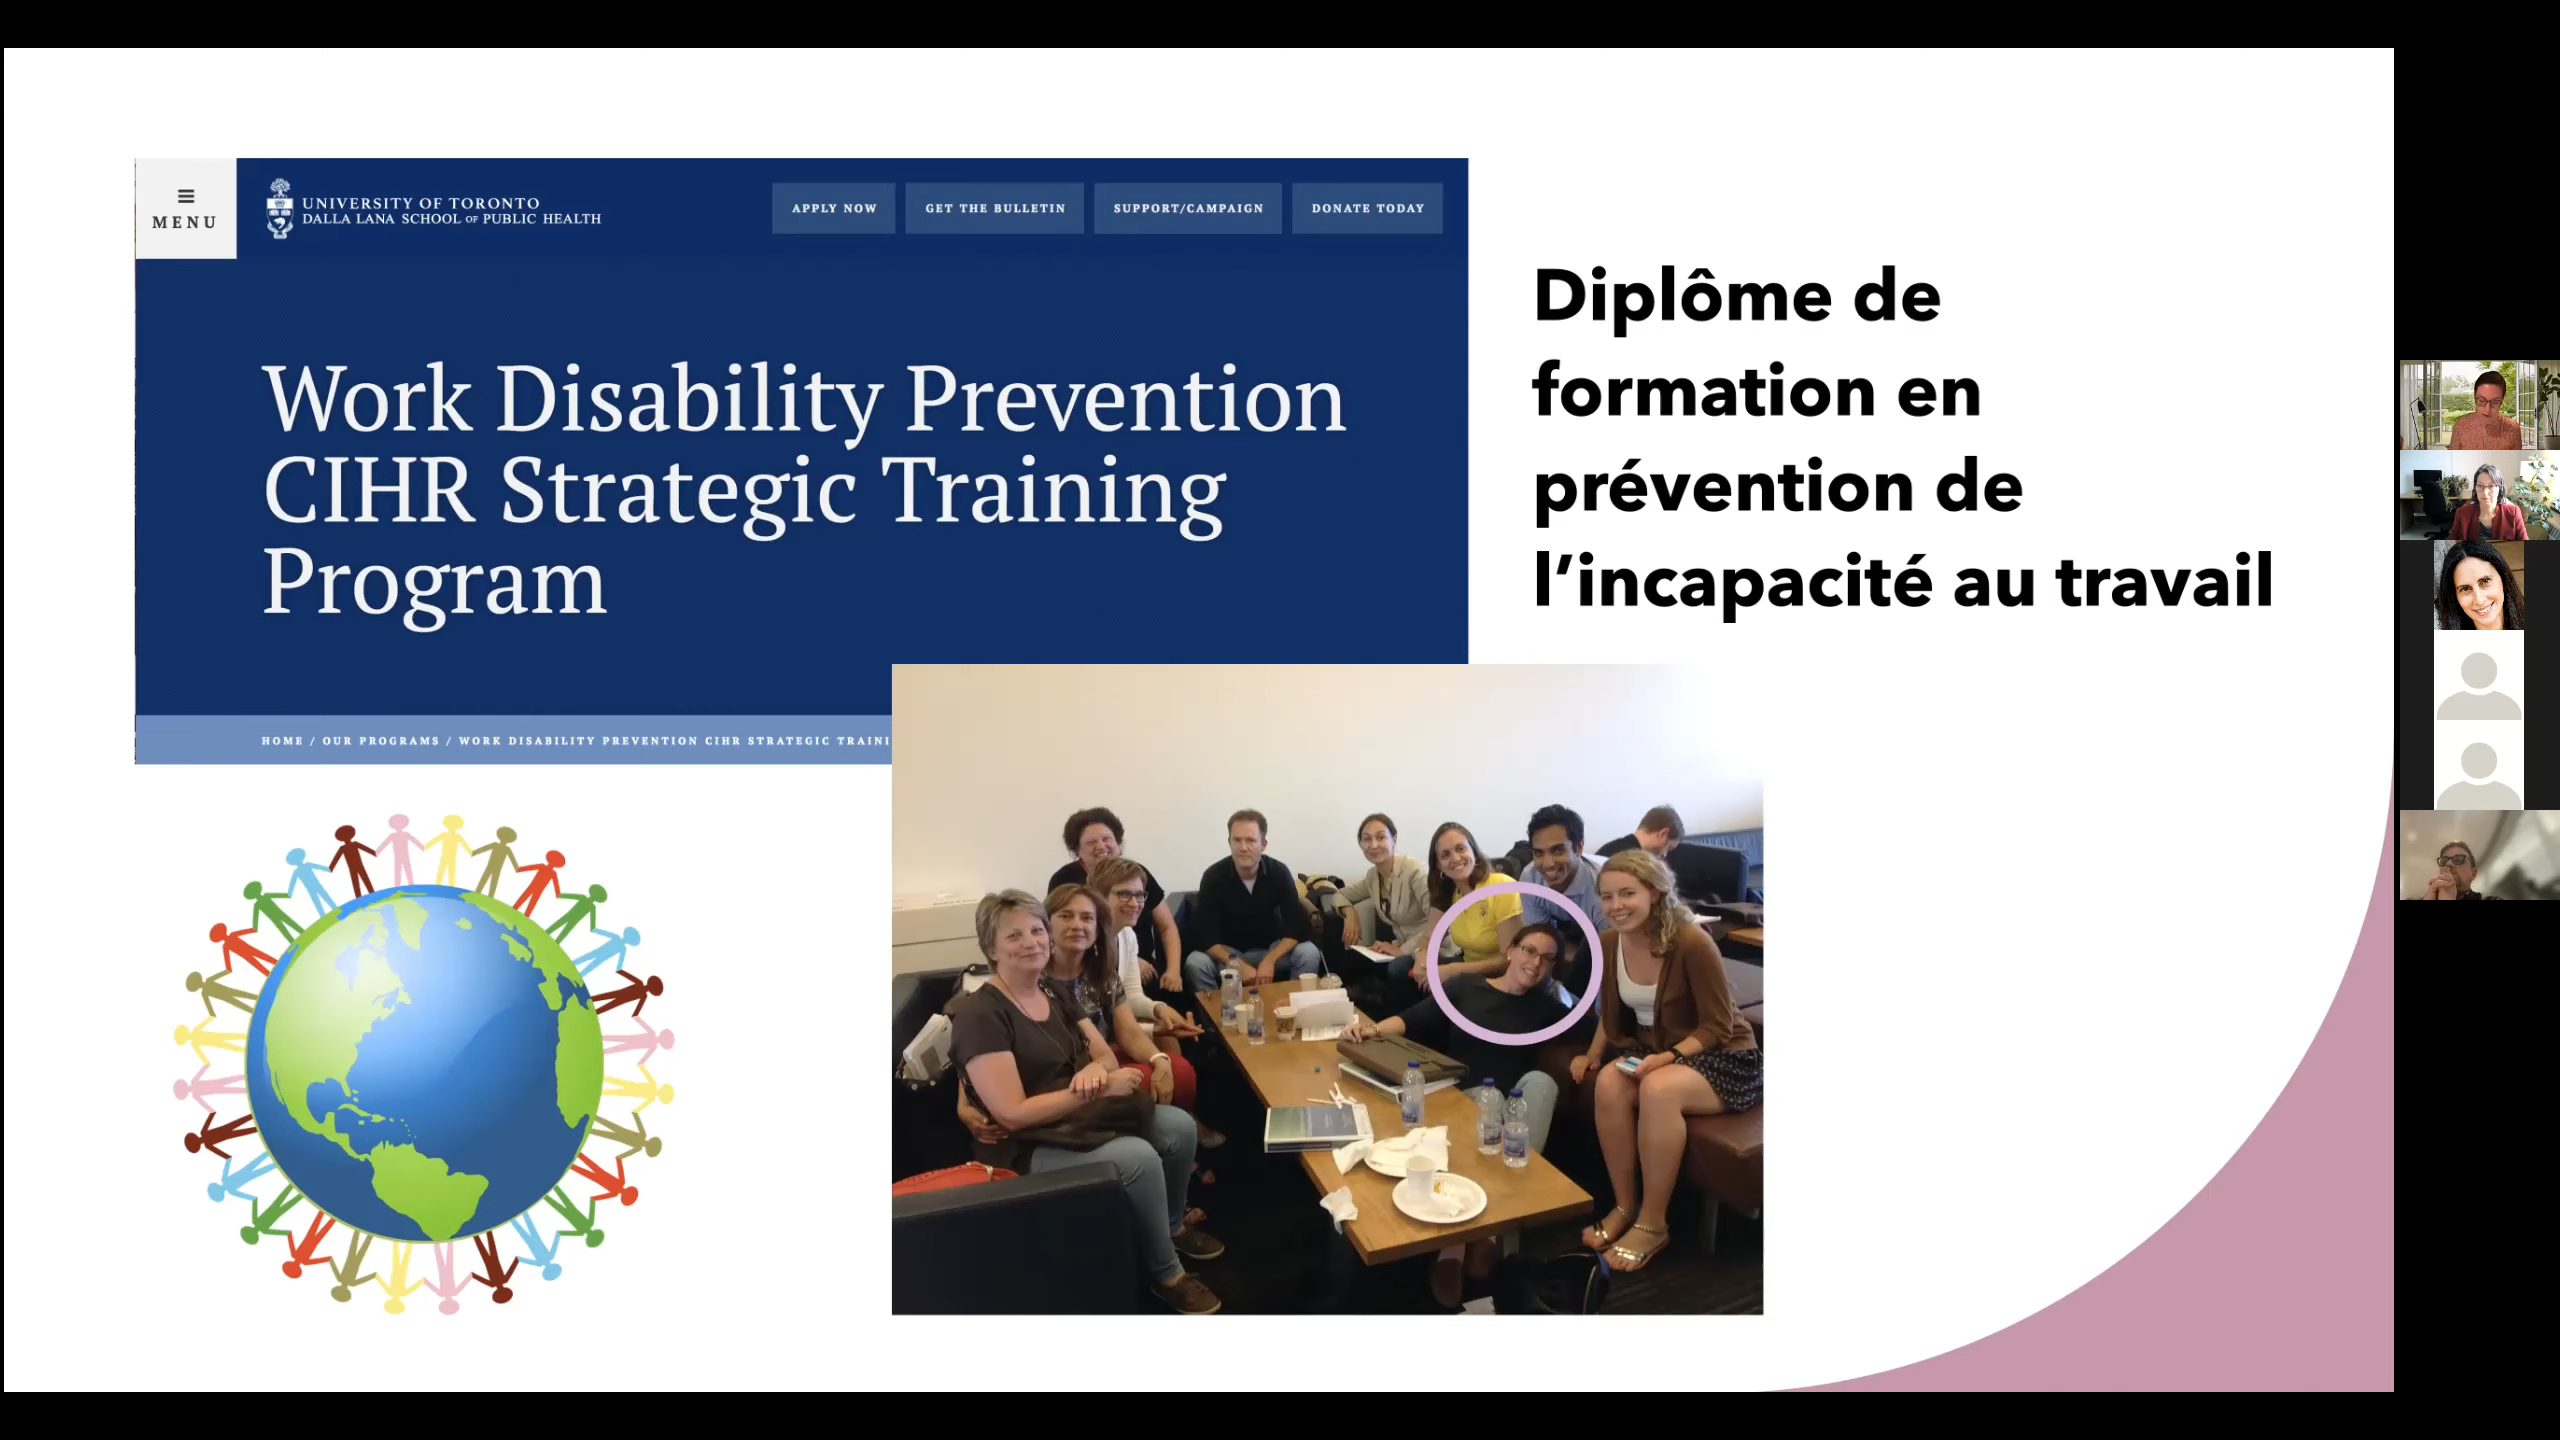 MENU
UNIVERSITY OF TORONTO
DALLA LANA SCHOOL OF PUBLIC HEALTH
APPLY NOW
GET THE BULLETIN
SUPPORT/CAMPAIGN
DONATE TODAY
Work Disability Prevention
CIHR Strategic Training
Program
HOME / OUR PROGRAMS / WORK DISABILITY PREVENTION CIHR STRATEGIC TRAINI
Diplôme de
formation en
prévention de
l’incapacité au travail